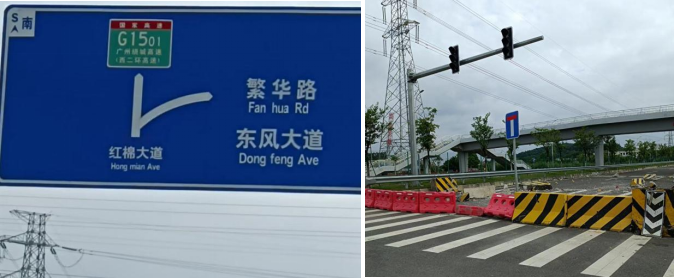 S 南
国家高速
G1501
广州绕城高速
(西二环高速)
繁华路
Fan hua Rd
东风大道
Dong feng Ave
红棉大道
Hong mian Ave